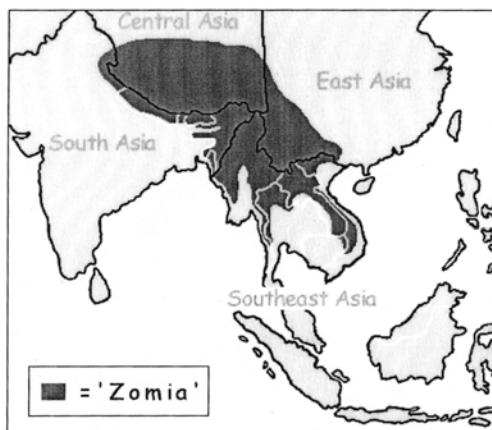 Central Asia
East Asia
South Asia
Southeast Asia
= 'Zomia'